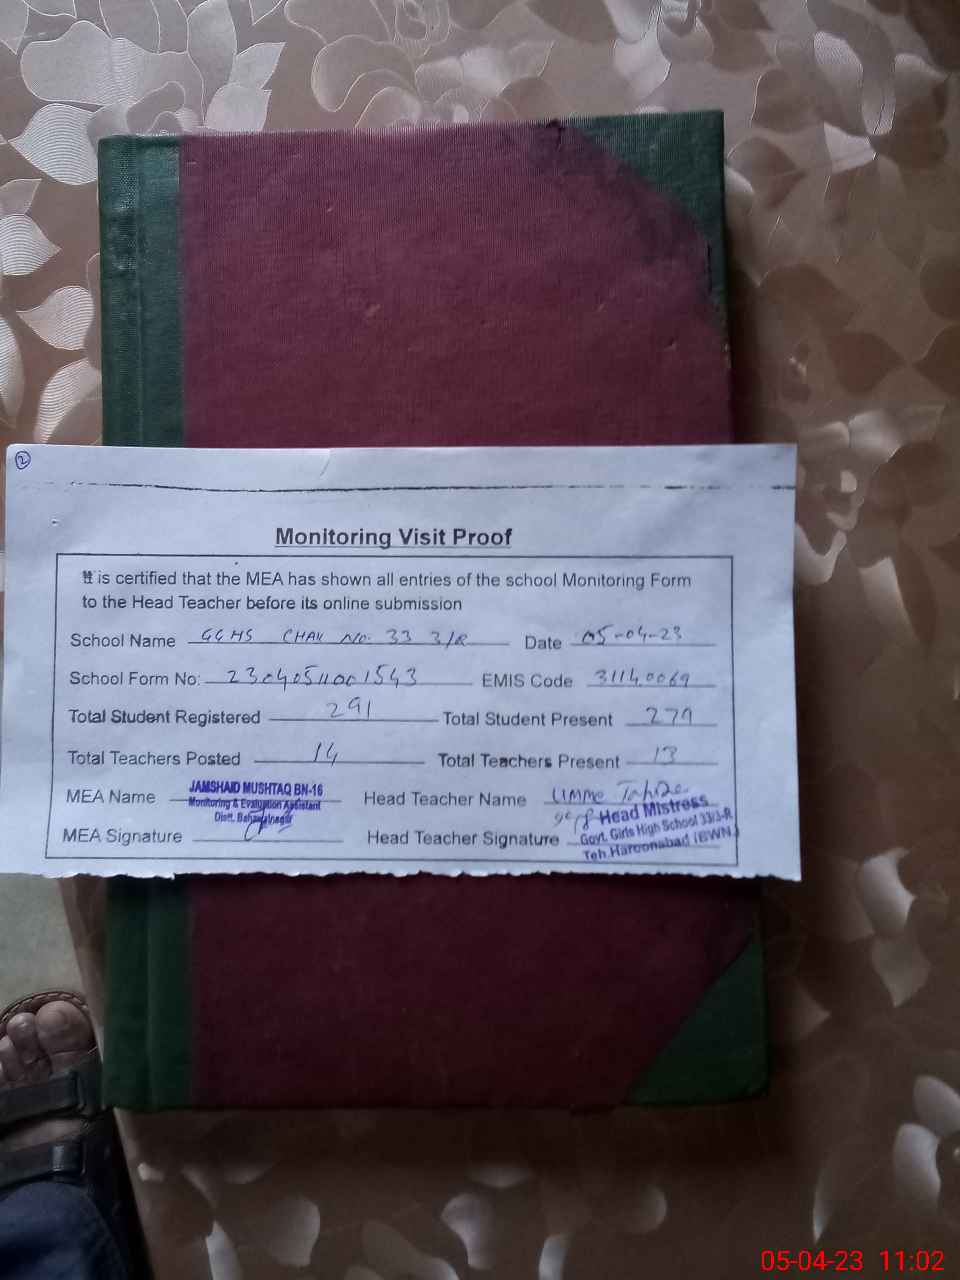 2
Monitoring Visit Proof
It is certified that the MEA has shown all entries of the school Monitoring Form
to the Head Teacher before its online submission
School Name GGHS CHAK No. 33 3/R Date 05-04-23
School Form No: 2304051001543 EMIS Code 31140069
Total Student Registered 291 Total Student Present 279
Total Teachers Posted 14 Total Teachers Present 13
MEA Name JAMSHAID MUSHTAQ BN-16 Head Teacher Name UMME Tahira
Monitoring & Evaluation Assistant
Distt. Bahawalnagar
MEA Signature Head Teacher Signature
Head Mistress
Govt. Girls High School 33/3-R
Teh. Haroonabad (BWN)
05-04-23 11:02